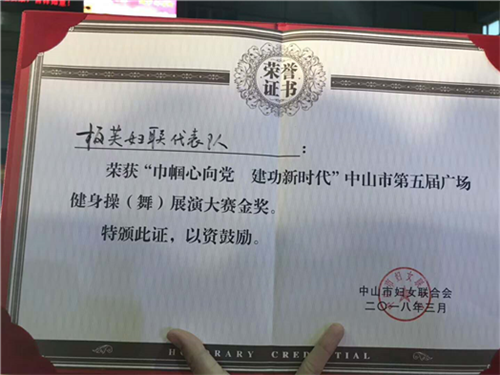 荣誉
证书
板芙妇联代表队:
荣获“巾帼心向党 建功新时代”中山市第五届广场
健身操(舞)展演大赛金奖。
特颁此证,以资鼓励。
中山市妇女联合会
二〇一八年三月
HONORARY CREDENTIAL